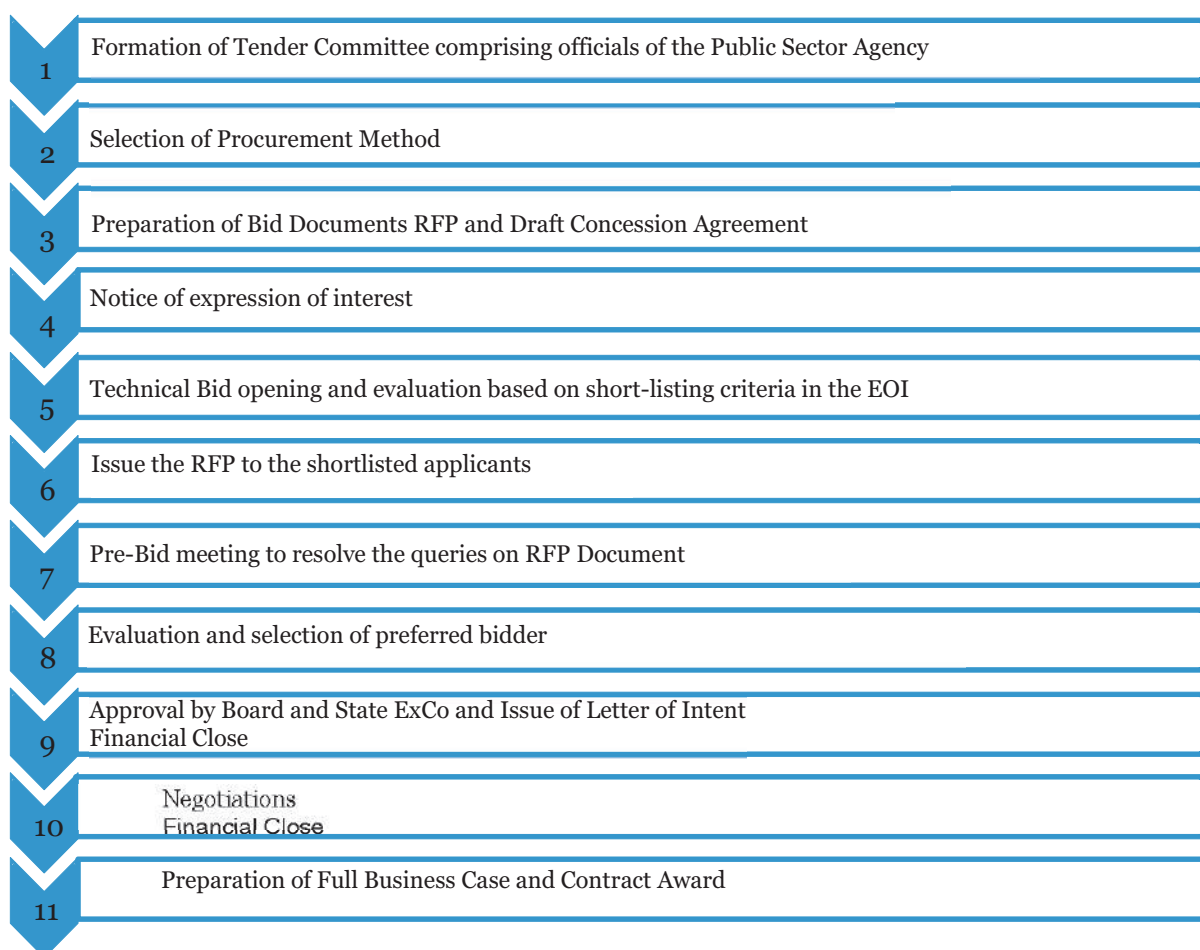 1
Formation of Tender Committee comprising officials of the Public Sector Agency
2
Selection of Procurement Method
3
Preparation of Bid Documents RFP and Draft Concession Agreement
4
Notice of expression of interest
5
Technical Bid opening and evaluation based on short-listing criteria in the EOI
6
Issue the RFP to the shortlisted applicants
7
Pre-Bid meeting to resolve the queries on RFP Document
8
Evaluation and selection of preferred bidder
9
Approval by Board and State ExCo and Issue of Letter of Intent
Financial Close
10
Negotiations
Financial Close
11
Preparation of Full Business Case and Contract Award